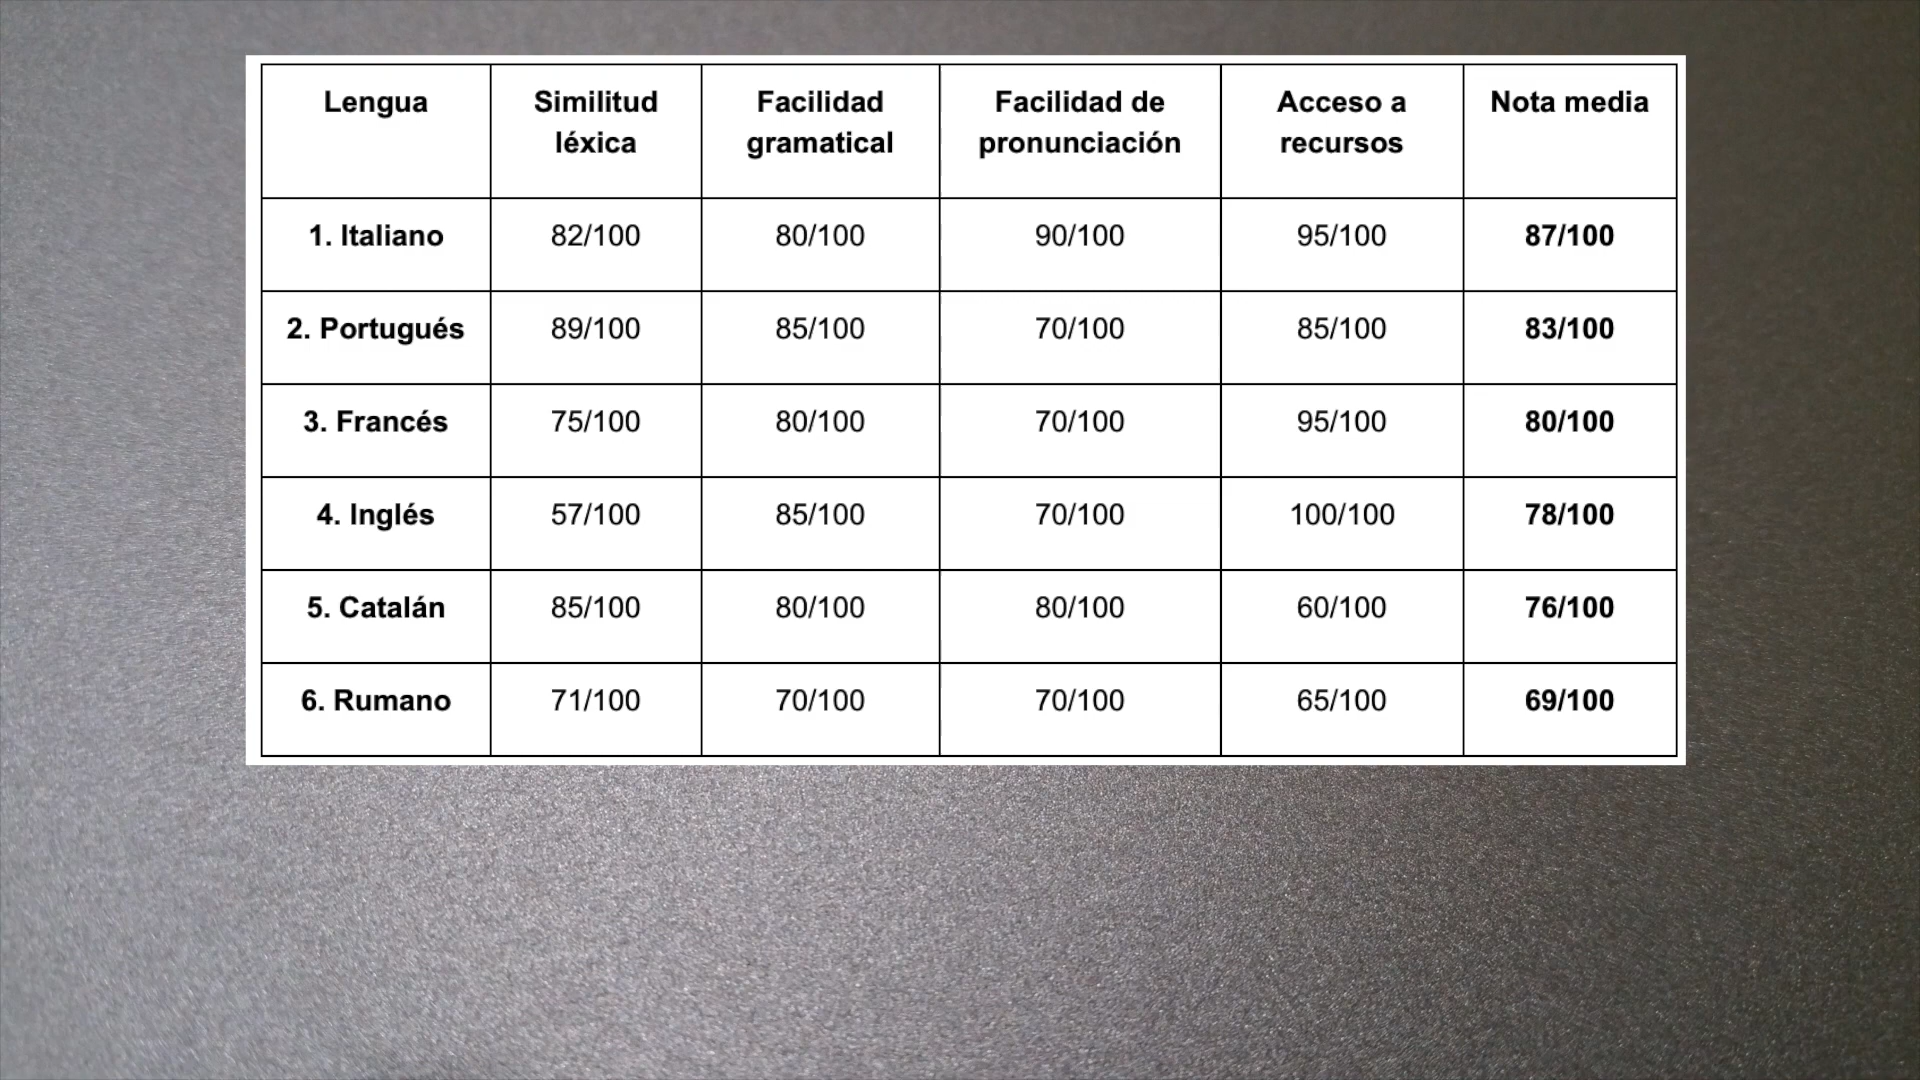 Lengua Similitud léxica Facilidad gramatical Facilidad de pronunciación Acceso a recursos Nota media
1. Italiano 82/100 80/100 90/100 95/100 87/100
2. Portugués 89/100 85/100 70/100 85/100 83/100
3. Francés 75/100 80/100 70/100 95/100 80/100
4. Inglés 57/100 85/100 70/100 100/100 78/100
5. Catalán 85/100 80/100 80/100 60/100 76/100
6. Rumano 71/100 70/100 70/100 65/100 69/100